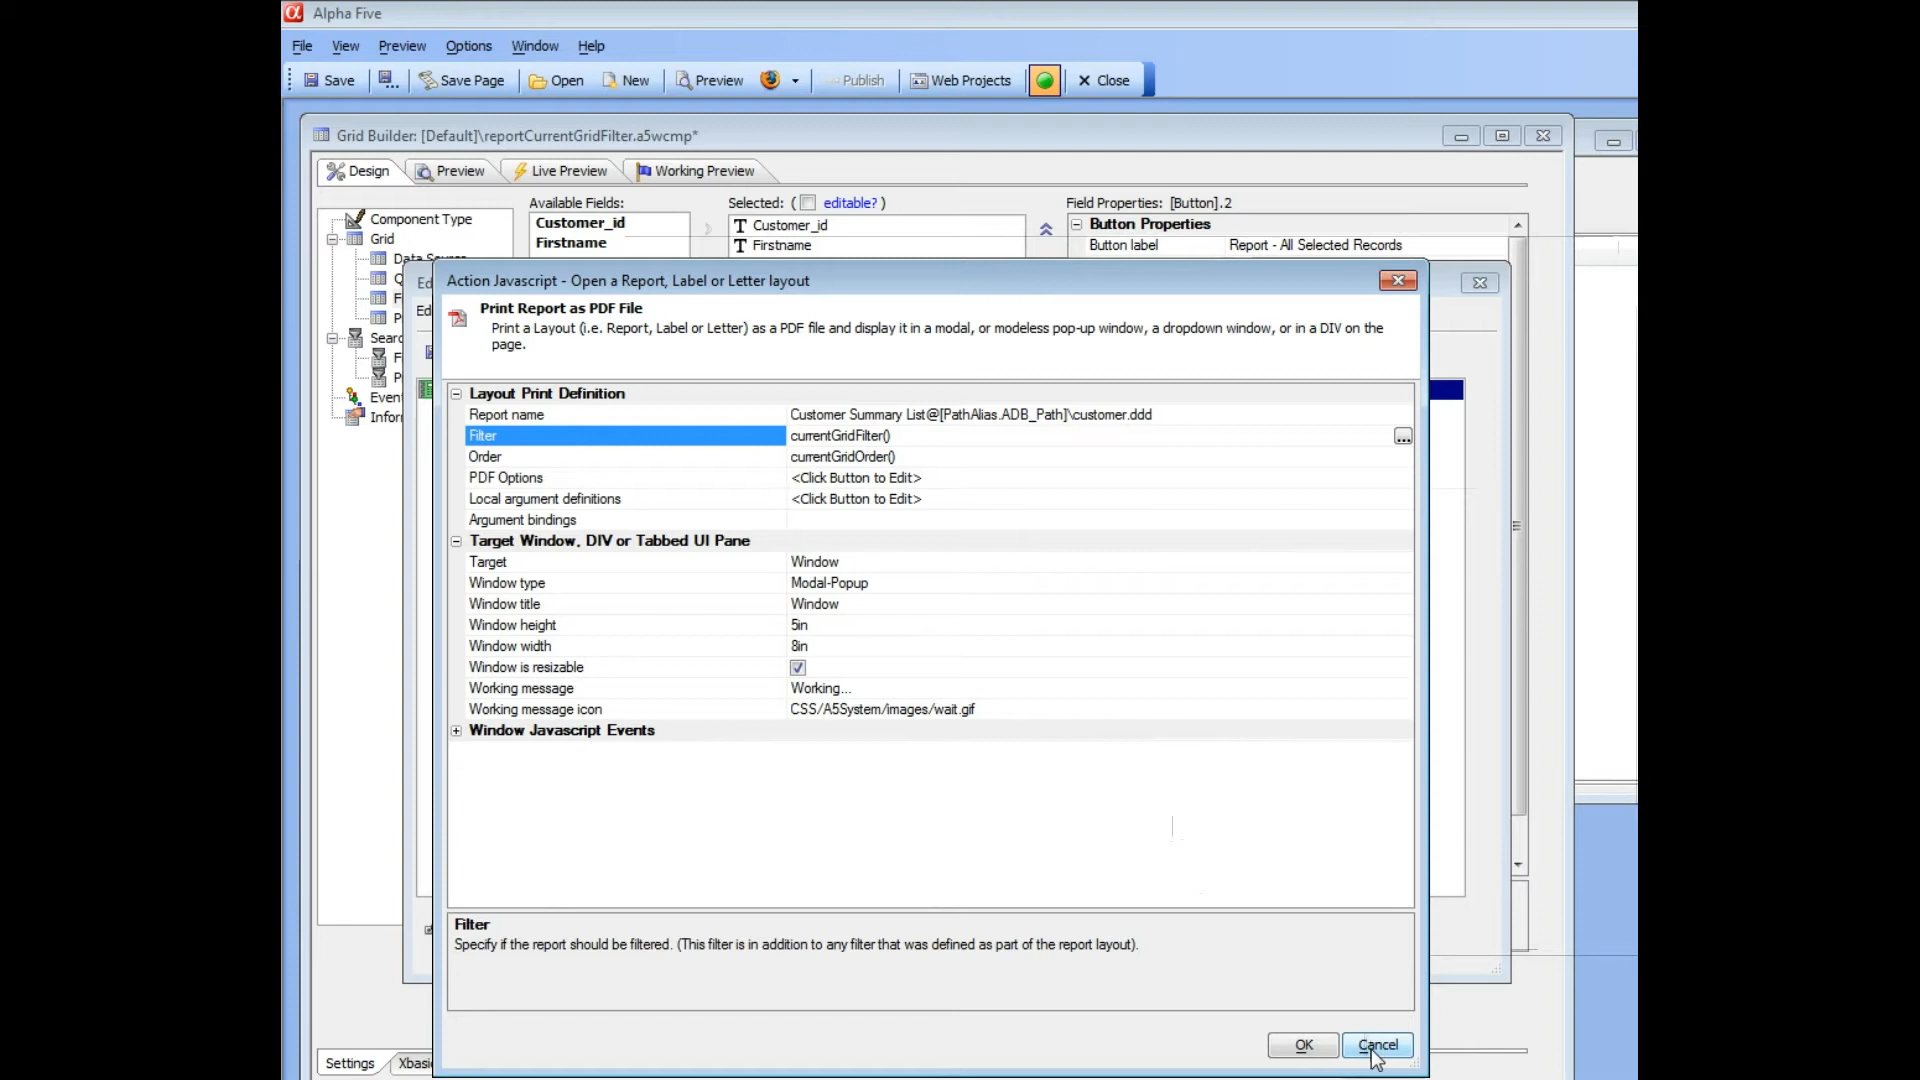 Alpha Five
File View Preview Options Window Help
Save ... Save Page Open New Preview Publish Web Projects Close
Grid Builder: [Default]\reportCurrentGridFilter.a5wcmp*
Design Preview Live Preview Working Preview
Available Fields: Selected: ( editable? ) Field Properties: [Button].2
Component Type Customer_id Customer_id Button Properties
Grid Firstname Firstname Button label Report - All Selected Records
Data Source
Action Javascript - Open a Report, Label or Letter layout
Print Report as PDF File
Print a Layout (i.e. Report, Label or Letter) as a PDF file and display it in a modal, or modeless pop-up window, a dropdown window, or in a DIV on the
page.
Layout Print Definition
Report name Customer Summary List@[PathAlias.ADB_Path]\customer.ddd
Filter currentGridFilter() ...
Order currentGridOrder()
PDF Options <Click Button to Edit>
Local argument definitions <Click Button to Edit>
Argument bindings
Target Window, DIV or Tabbed UI Pane
Target Window
Window type Modal-Popup
Window title Window
Window height 5in
Window width 8in
Window is resizable
Working message Working...
Working message icon CSS/A5System/images/wait.gif
Window Javascript Events
Filter
Specify if the report should be filtered. (This filter is in addition to any filter that was defined as part of the report layout).
OK Cancel
Settings Xbasi